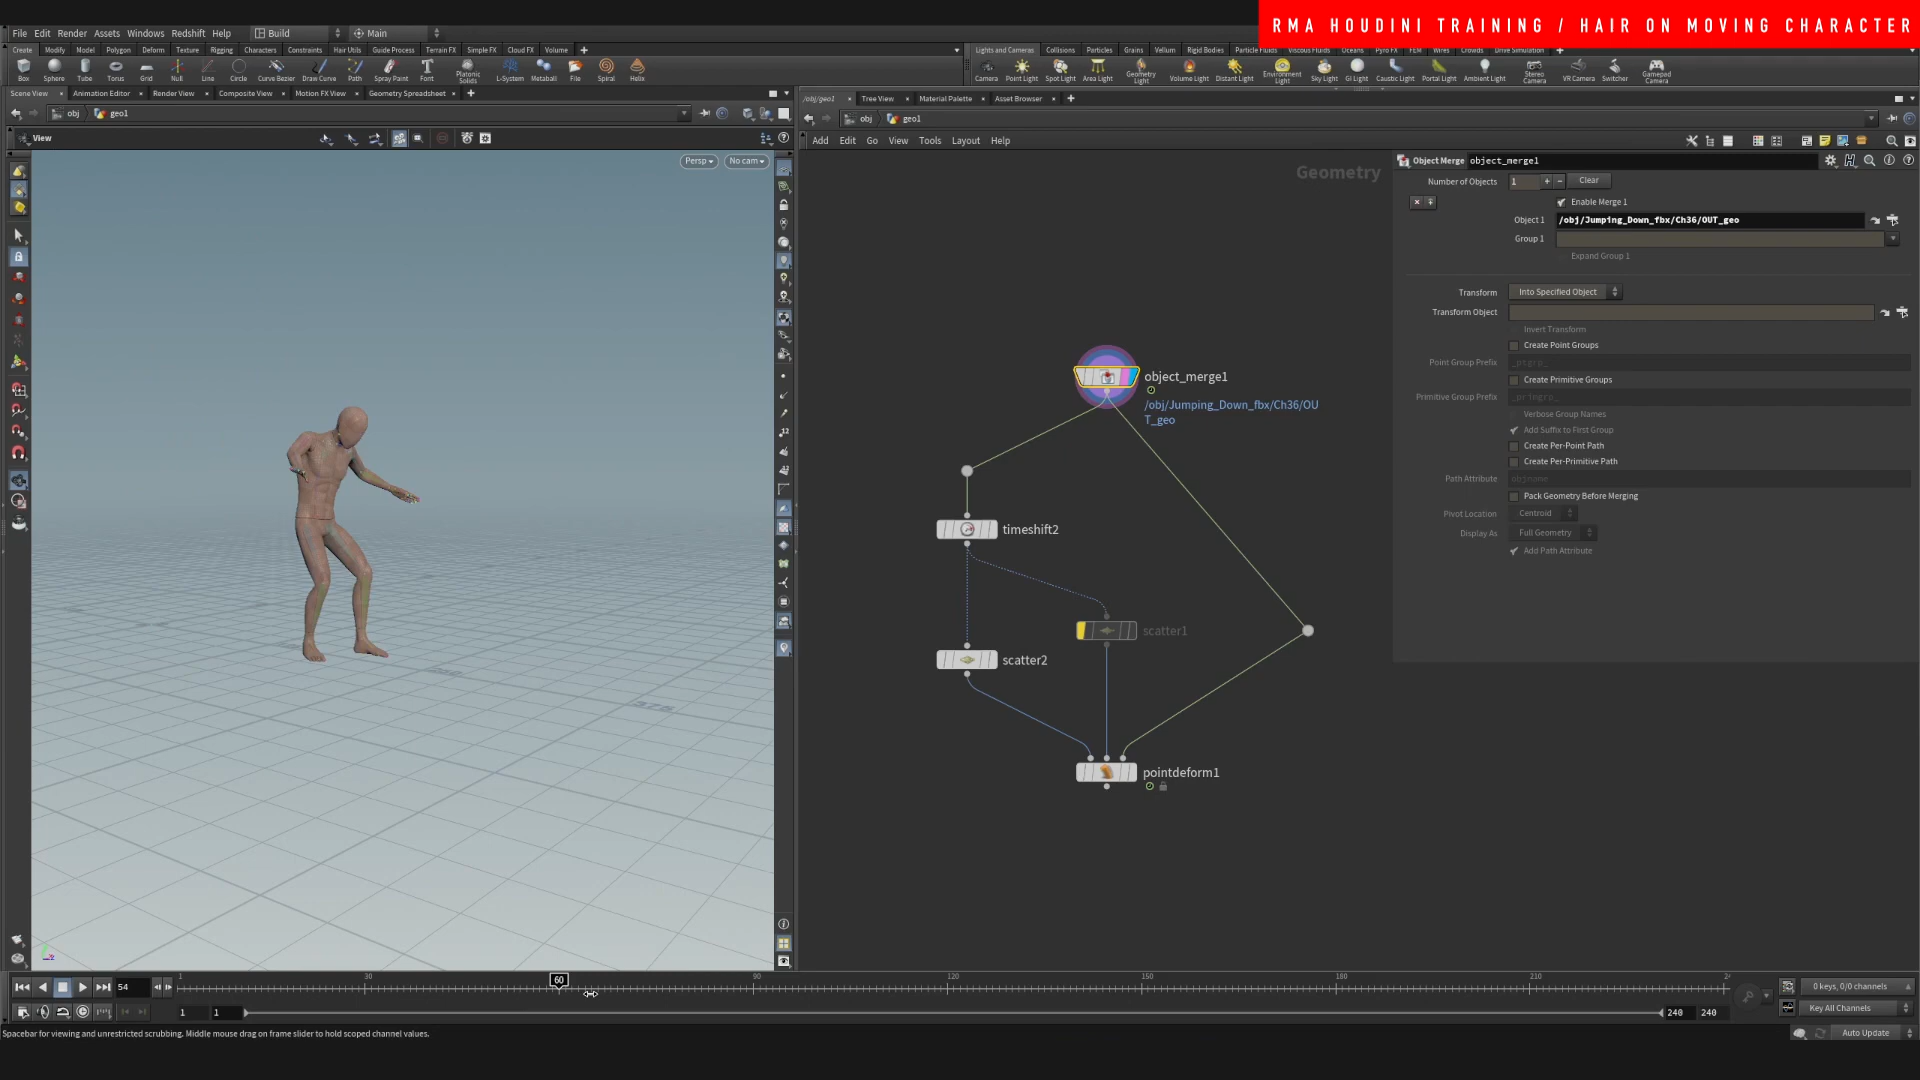 RMA HOUDINI TRAINING / HAIR ON MOVING CHARACTER
File Edit Render Assets Windows Redshift Help Build Main
Create Modify Model Polygon Deform Texture Rigging Characters Constraints Hair Utils Guide Process Terrain FX Simple FX Cloud FX Volume
Lights and Cameras Collisions Particles Grains Vellum Rigid Bodies Particle Fluids Viscous Fluids Oceans Pyro FX FEM Wires Crowds Drive Simulation
Box Sphere Tube Torus Grid Null Line Circle Curve Bezier Draw Curve Path Spray Paint Font Platonic Solids L-System Metaball File Spiral Helix
Camera Point Light Spot Light Area Light Geometry Light Volume Light Distant Light Environment Light Sky Light GI Light Caustic Light Portal Light Ambient Light Stereo Camera VR Camera Switcher Gamepad Camera
Scene View Animation Editor Render View Composite View Motion FX View Geometry Spreadsheet
/obj/geo1 Tree View Material Palette Asset Browser
obj geo1
obj geo1
View
Add Edit Go View Tools Layout Help
Persp No cam
Geometry
Object Merge object_merge1
Number of Objects 1 Clear
Enable Merge 1
Object 1 /obj/Jumping_Down_fbx/Ch36/OUT_geo
Group 1
Expand Group 1
Transform Into Specified Object
Transform Object
Invert Transform
Create Point Groups
Point Group Prefix _ptgrp_
Create Primitive Groups
Primitive Group Prefix _primgrp_
Verbose Group Names
Add Suffix to First Group
Create Per-Point Path
Create Per-Primitive Path
Path Attribute objname
Pack Geometry Before Merging
Pivot Location Centroid
Display As Full Geometry
Add Path Attribute
object_merge1
/obj/Jumping_Down_fbx/Ch36/OU
T_geo
timeshift2
scatter1
scatter2
pointdeform1
54
1 30 60 90 120 150 180 210
1 1 240 240
0 keys, 0/0 channels
Key All Channels
Auto Update
Spacebar for viewing and unrestricted scrubbing. Middle mouse drag on frame slider to hold scoped channel values.